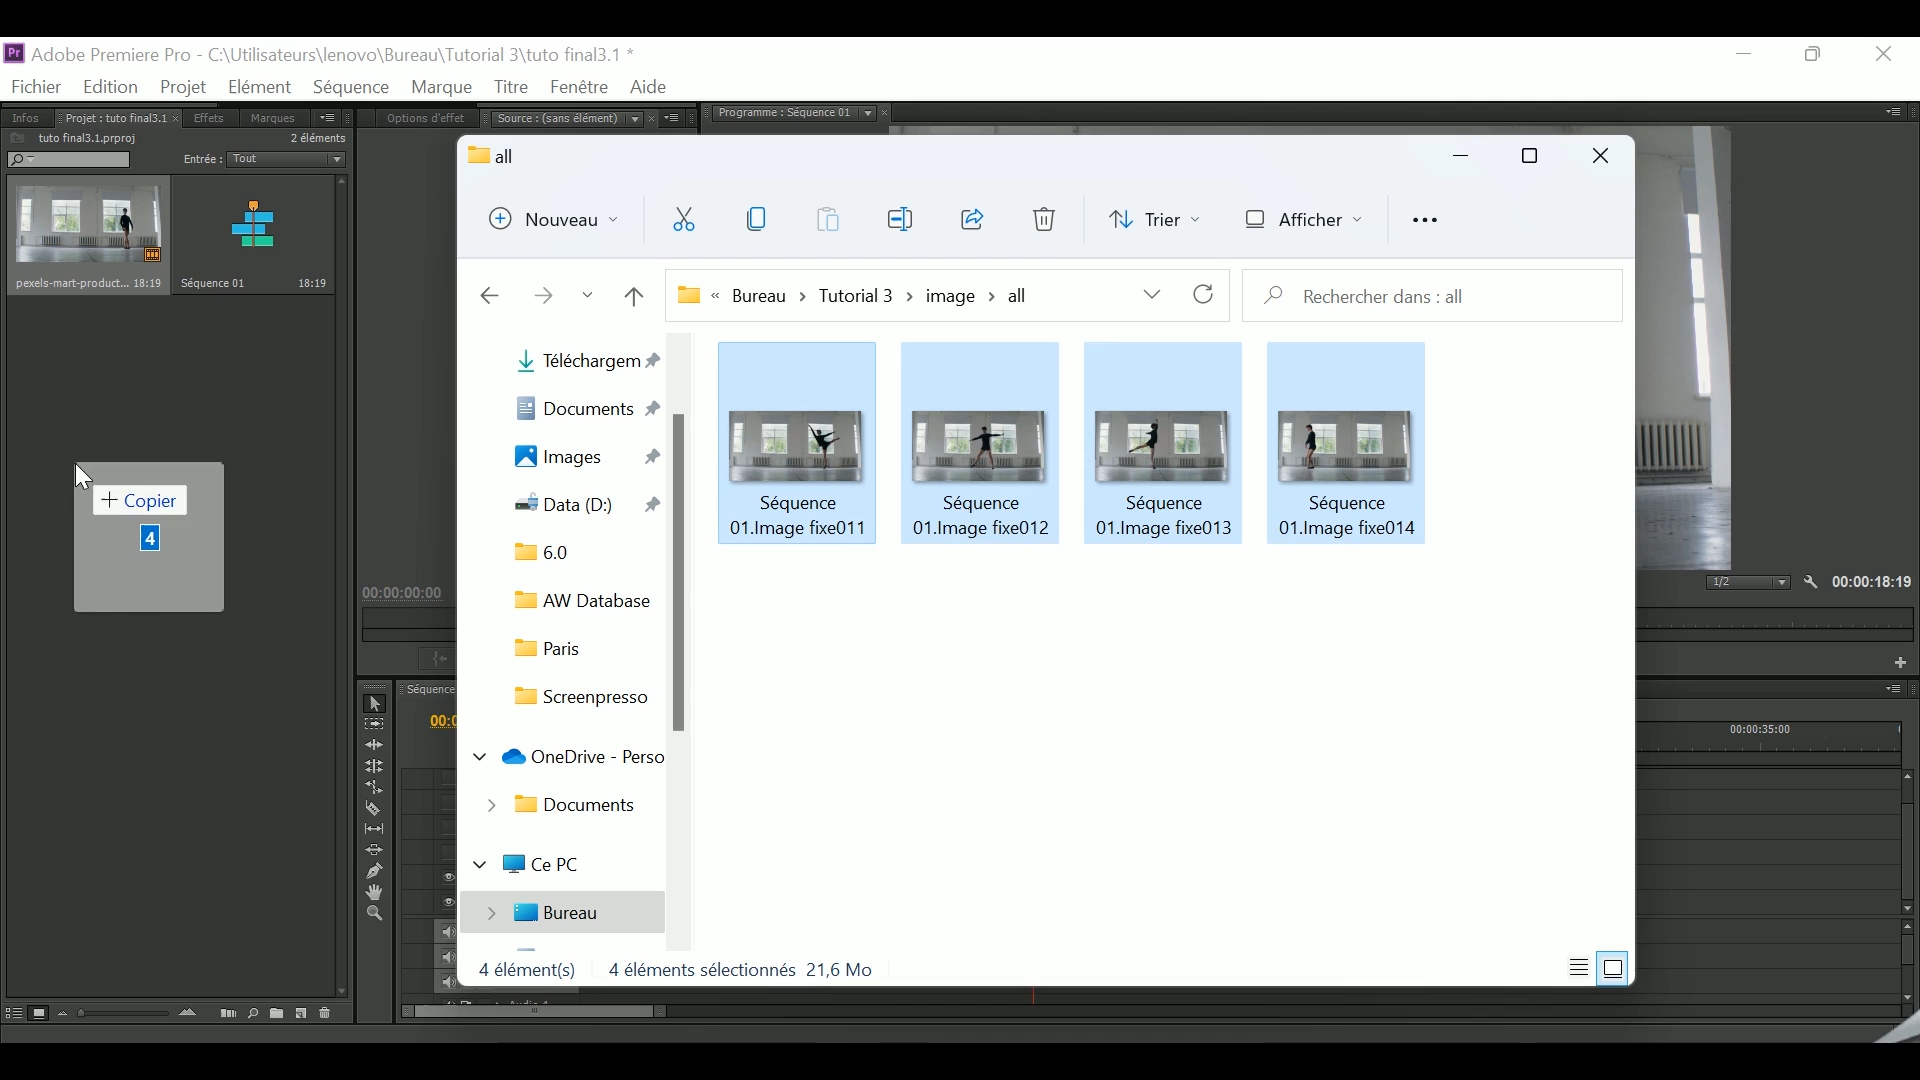 Pr Adobe Premiere Pro - C:\Utilisateurs\lenovo\Bureau\Tutorial 3\tuto final3.1 *
Fichier Edition Projet Elément Séquence Marque Titre Fenêtre Aide
Infos Projet : tuto final3.1 Effets Marques
Options d'effet Source : (sans élément)
Programme : Séquence 01
tuto final3.1.prproj 2 éléments
Entrée : Tout
pexels-mart-product... 18:19
Séquence 01 18:19
+ Copier
4
all
Nouveau Trier Afficher
« Bureau > Tutorial 3 > image > all
Rechercher dans : all
Téléchargem
Documents
Images
Data (D:)
6.0
AW Database
Paris
Screenpresso
OneDrive - Perso
Documents
Ce PC
Bureau
Séquence
01.Image fixe011
Séquence
01.Image fixe012
Séquence
01.Image fixe013
Séquence
01.Image fixe014
4 élément(s) 4 éléments sélectionnés 21,6 Mo
00:00:00:00
1/2 00:00:18:19
Séquence
00:0
00:00:35:00